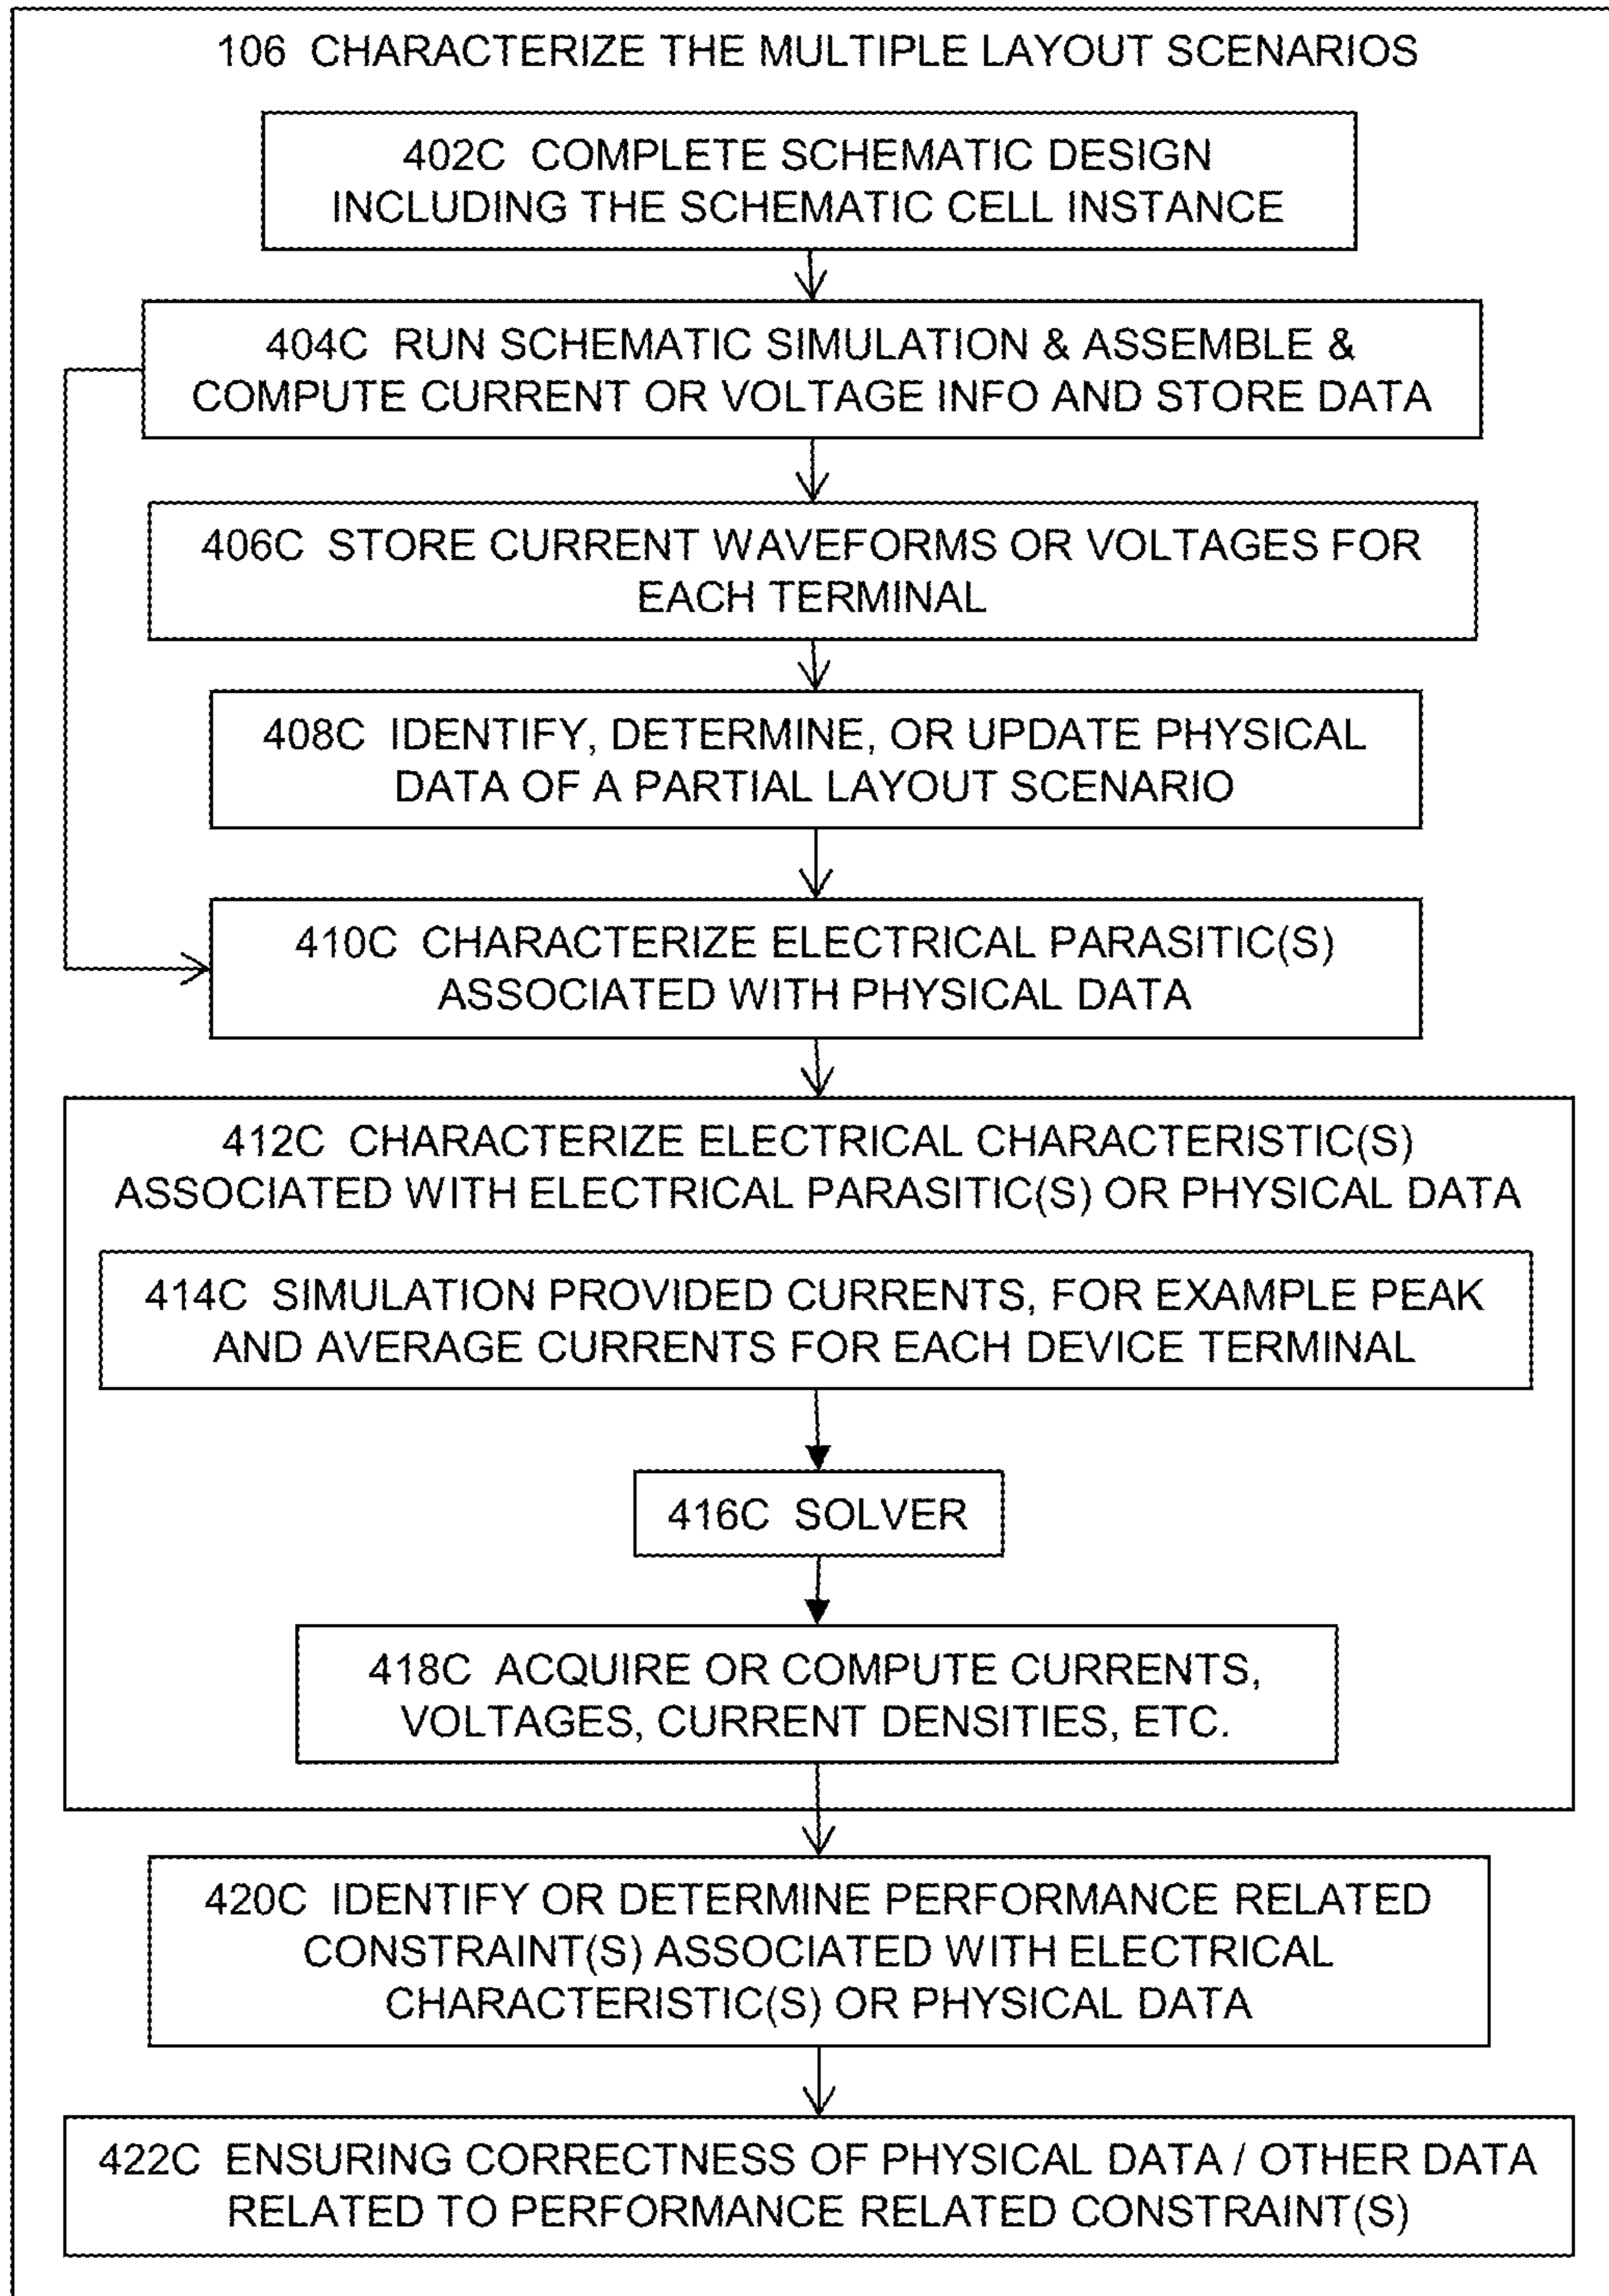 106 CHARACTERIZE THE MULTIPLE LAYOUT SCENARIOS
402C COMPLETE SCHEMATIC DESIGN
INCLUDING THE SCHEMATIC CELL INSTANCE
404C RUN SCHEMATIC SIMULATION & ASSEMBLE &
COMPUTE CURRENT OR VOLTAGE INFO AND STORE DATA
406C STORE CURRENT WAVEFORMS OR VOLTAGES FOR
EACH TERMINAL
408C IDENTIFY, DETERMINE, OR UPDATE PHYSICAL
DATA OF A PARTIAL LAYOUT SCENARIO
410C CHARACTERIZE ELECTRICAL PARASITIC(S)
ASSOCIATED WITH PHYSICAL DATA
412C CHARACTERIZE ELECTRICAL CHARACTERISTIC(S)
ASSOCIATED WITH ELECTRICAL PARASITIC(S) OR PHYSICAL DATA
414C SIMULATION PROVIDED CURRENTS, FOR EXAMPLE PEAK
AND AVERAGE CURRENTS FOR EACH DEVICE TERMINAL
416C SOLVER
418C ACQUIRE OR COMPUTE CURRENTS,
VOLTAGES, CURRENT DENSITIES, ETC.
420C IDENTIFY OR DETERMINE PERFORMANCE RELATED
CONSTRAINT(S) ASSOCIATED WITH ELECTRICAL
CHARACTERISTIC(S) OR PHYSICAL DATA
422C ENSURING CORRECTNESS OF PHYSICAL DATA / OTHER DATA
RELATED TO PERFORMANCE RELATED CONSTRAINT(S)